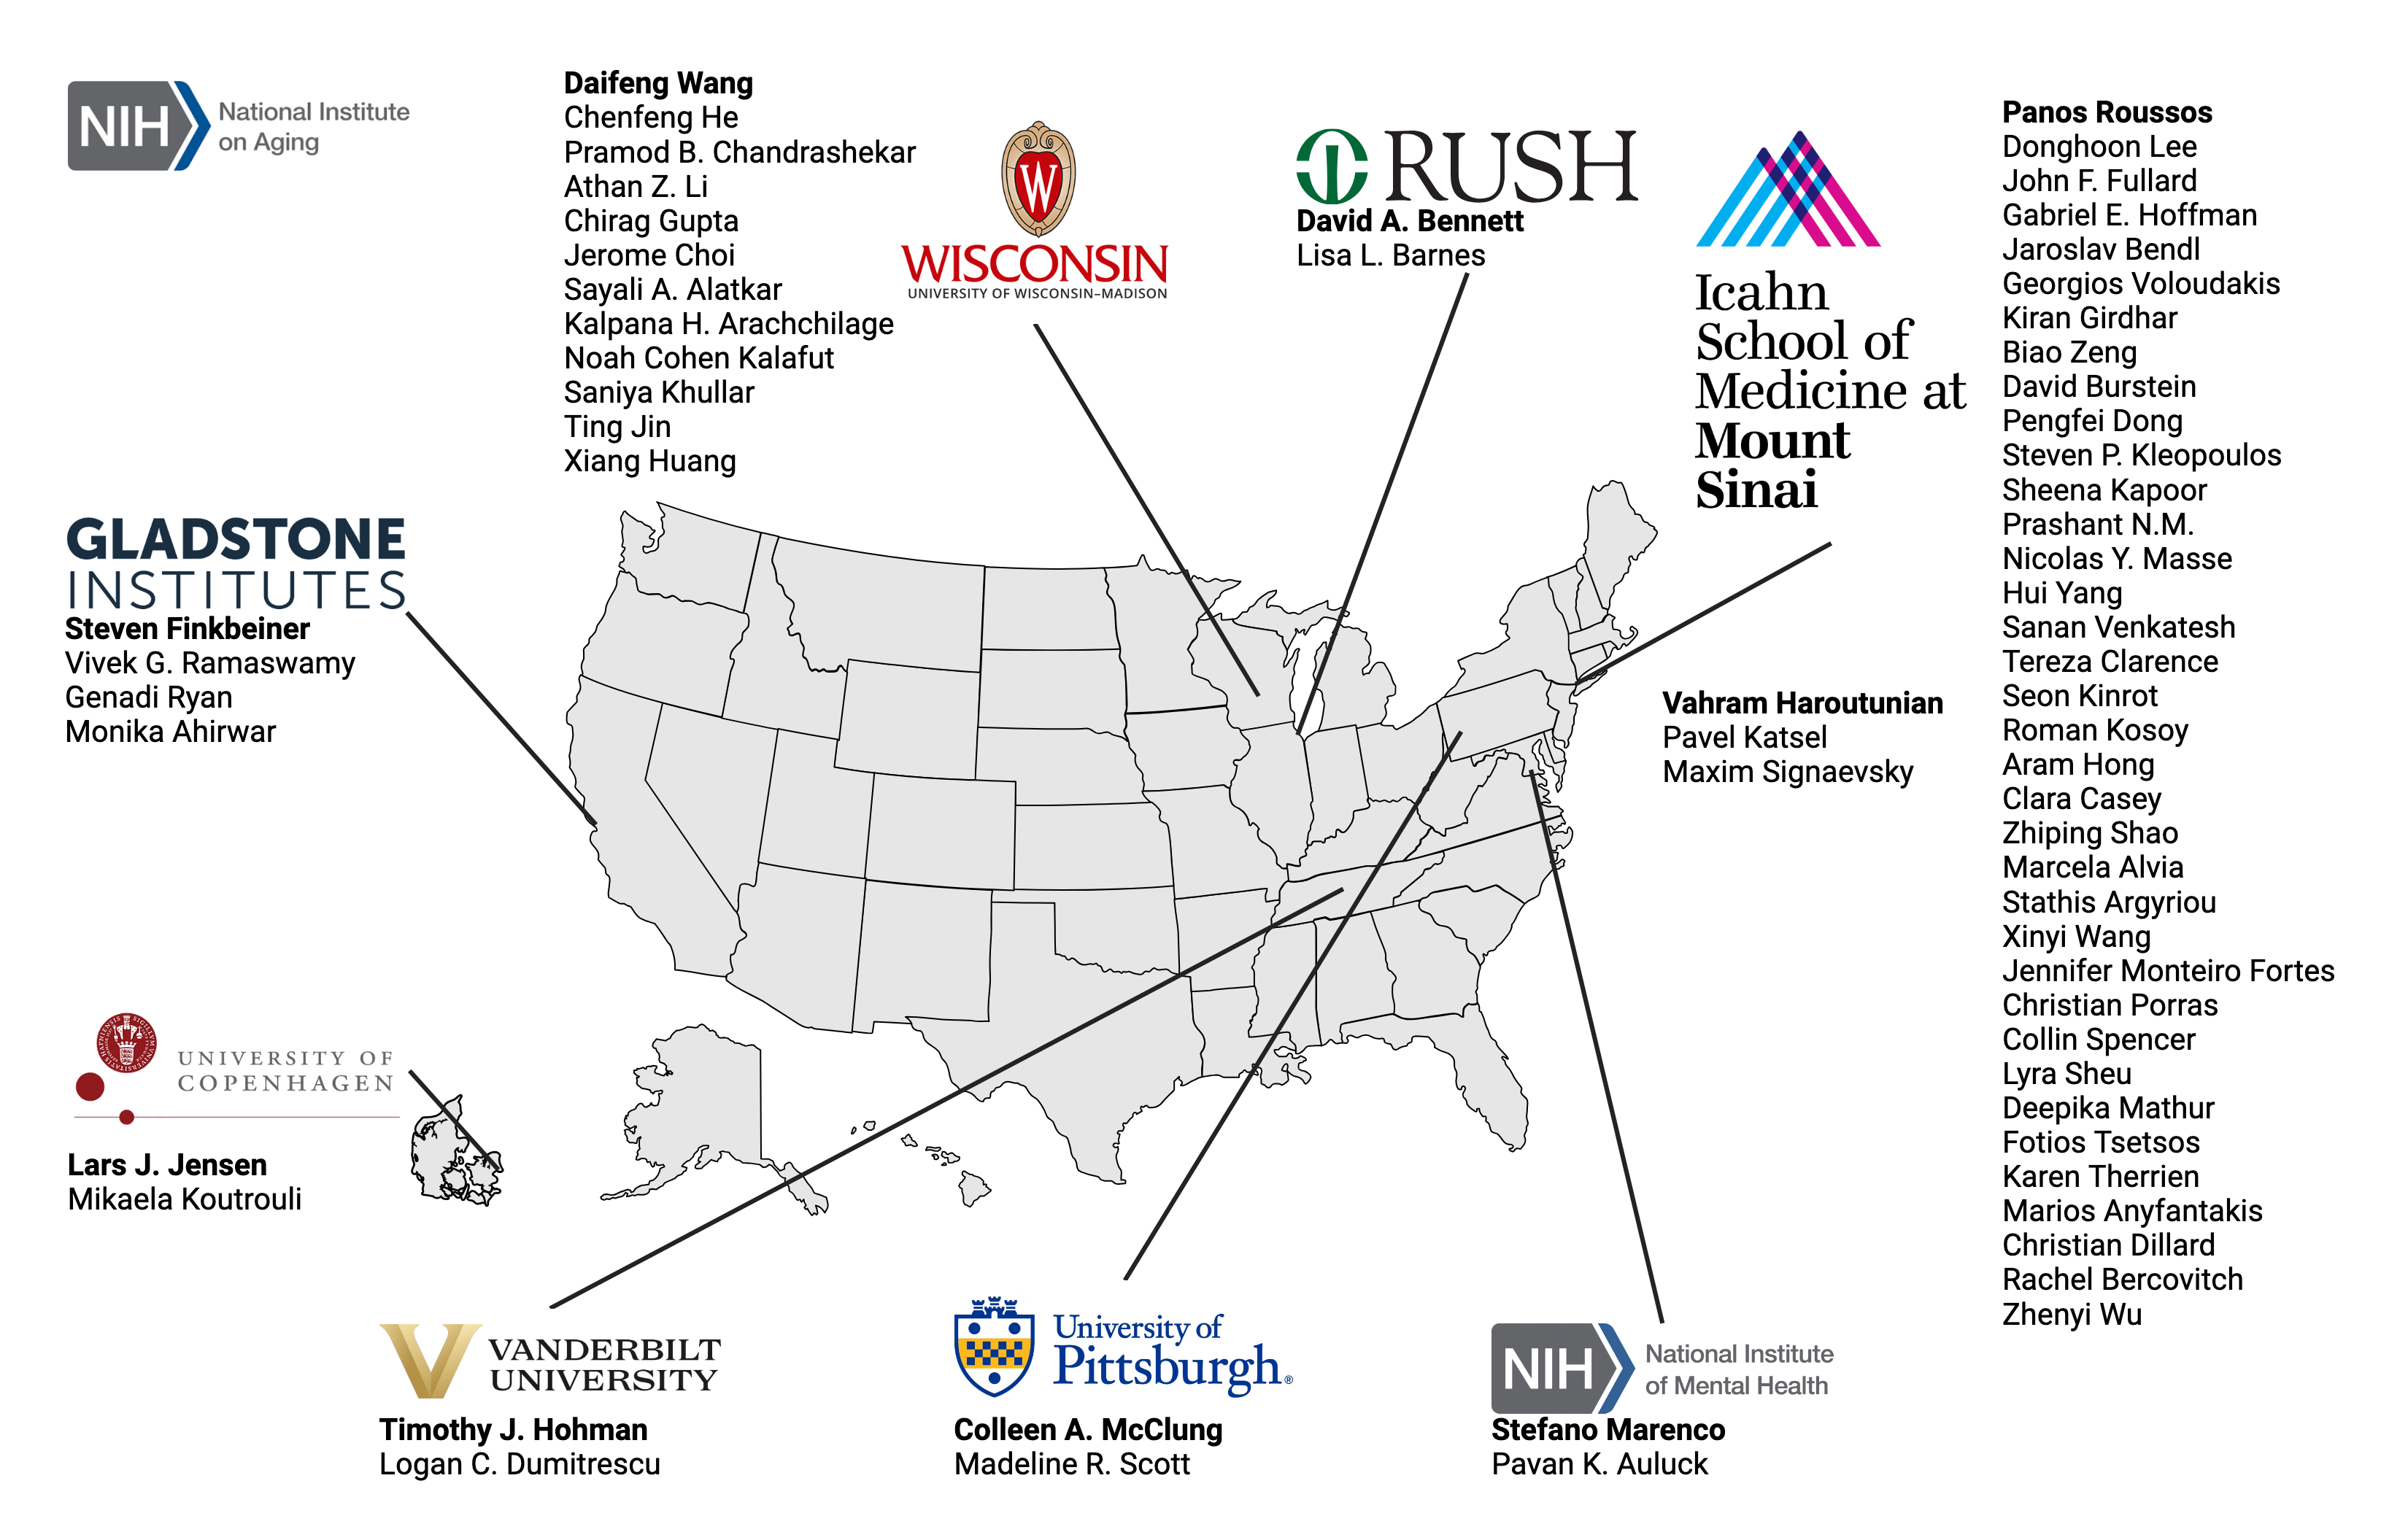 NIH
National Institute
on Aging
Daifeng Wang
Chenfeng He
Pramod B. Chandrashekar
Athan Z. Li
Chirag Gupta
Jerome Choi
Sayali A. Alatkar
Kalpana H. Arachchilage
Noah Cohen Kalafut
Saniya Khullar
Ting Jin
Xiang Huang
W
WISCONSIN
UNIVERSITY OF WISCONSIN–MADISON
RUSH
David A. Bennett
Lisa L. Barnes
Icahn
School of
Medicine at
Mount
Sinai
Panos Roussos
Donghoon Lee
John F. Fullard
Gabriel E. Hoffman
Jaroslav Bendl
Georgios Voloudakis
Kiran Girdhar
Biao Zeng
David Burstein
Pengfei Dong
Steven P. Kleopoulos
Sheena Kapoor
Prashant N.M.
Nicolas Y. Masse
Hui Yang
Sanan Venkatesh
Tereza Clarence
Seon Kinrot
Roman Kosoy
Aram Hong
Clara Casey
Zhiping Shao
Marcela Alvia
Stathis Argyriou
Xinyi Wang
Jennifer Monteiro Fortes
Christian Porras
Collin Spencer
Lyra Sheu
Deepika Mathur
Fotios Tsetsos
Karen Therrien
Marios Anyfantakis
Christian Dillard
Rachel Bercovitch
Zhenyi Wu
Vahram Haroutunian
Pavel Katsel
Maxim Signaevsky
GLADSTONE
INSTITUTES
Steven Finkbeiner
Vivek G. Ramaswamy
Genadi Ryan
Monika Ahirwar
UNIVERSITY OF
COPENHAGEN
Lars J. Jensen
Mikaela Koutrouli
VANDERBILT
UNIVERSITY
Timothy J. Hohman
Logan C. Dumitrescu
University of
Pittsburgh®
Colleen A. McClung
Madeline R. Scott
NIH
National Institute
of Mental Health
Stefano Marenco
Pavan K. Auluck